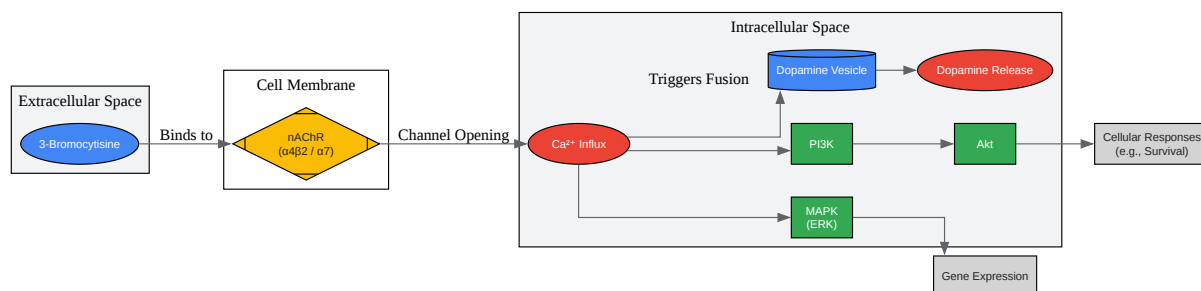 Intracellular Space
Dopamine Vesicle
Dopamine Release
Triggers Fusion
Cell Membrane
Extracellular Space
3-Bromocytisine
Binds to
nAChR
(α4β2 / α7)
Channel Opening
Ca²⁺ Influx
PI3K
Akt
Cellular Responses
(e.g., Survival)
MAPK
(ERK)
Gene Expression